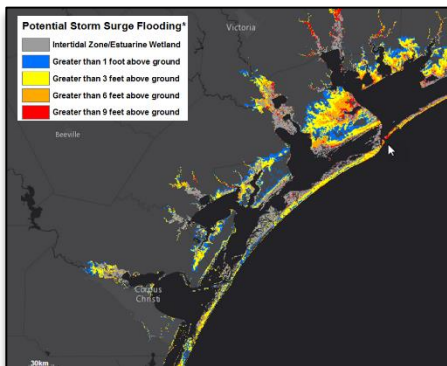 Potential Storm Surge Flooding*
Intertidal Zone/Estuarine Wetland
Greater than 1 foot above ground
Greater than 3 feet above ground
Greater than 6 feet above ground
Greater than 9 feet above ground
Victoria
Beeville
Corpus
Christi
30km